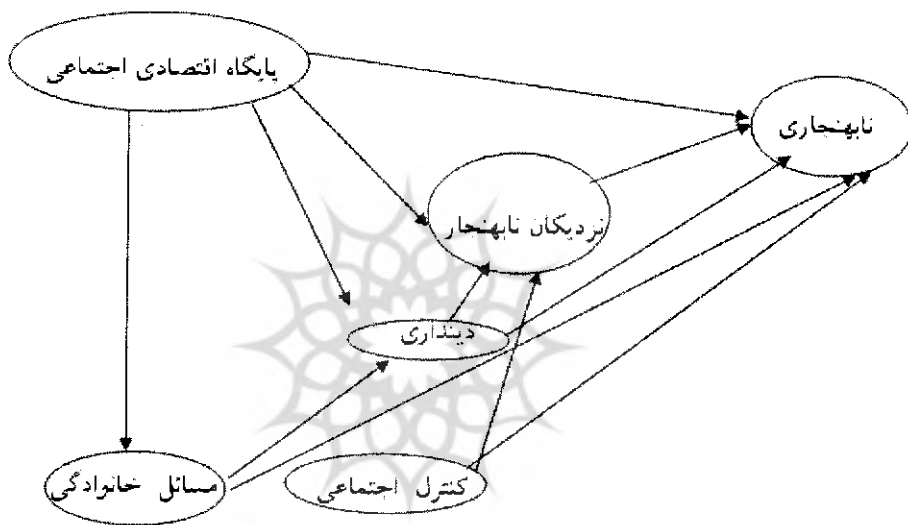 پایگاه اقتصادی اجتماعی
نابهنجاری
نزدیکان نابهنجار
دینداری
مسائل خانوادگی
کنترل اجتماعی